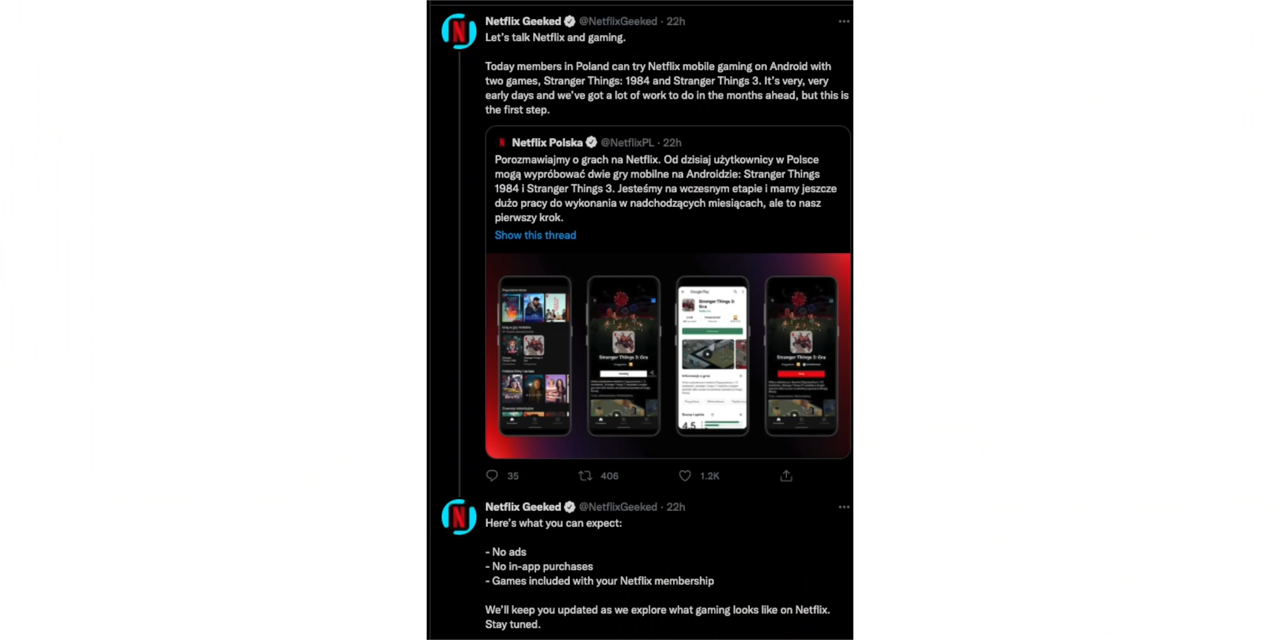 Netflix Geeked @NetflixGeeked · 22h
Let's talk Netflix and gaming.
Today members in Poland can try Netflix mobile gaming on Android with
two games, Stranger Things: 1984 and Stranger Things 3. It's very, very
early days and we've got a lot of work to do in the months ahead, but this is
the first step.
Netflix Polska @NetflixPL · 22h
Porozmawiajmy o grach na Netflix. Od dzisiaj użytkownicy w Polsce
mogą wypróbować dwie gry mobilne na Androidzie: Stranger Things
1984 i Stranger Things 3. Jesteśmy na wczesnym etapie i mamy jeszcze
dużo pracy do wykonania w nadchodzących miesiącach, ale to nasz
pierwszy krok.
Show this thread
Stranger Things 3: Gra
Google Play
Stranger Things 3:
Gra
4,5
Stranger Things 3: Gra
35
406
1.2K
Netflix Geeked @NetflixGeeked · 22h
Here's what you can expect:
- No ads
- No in-app purchases
- Games included with your Netflix membership
We'll keep you updated as we explore what gaming looks like on Netflix.
Stay tuned.